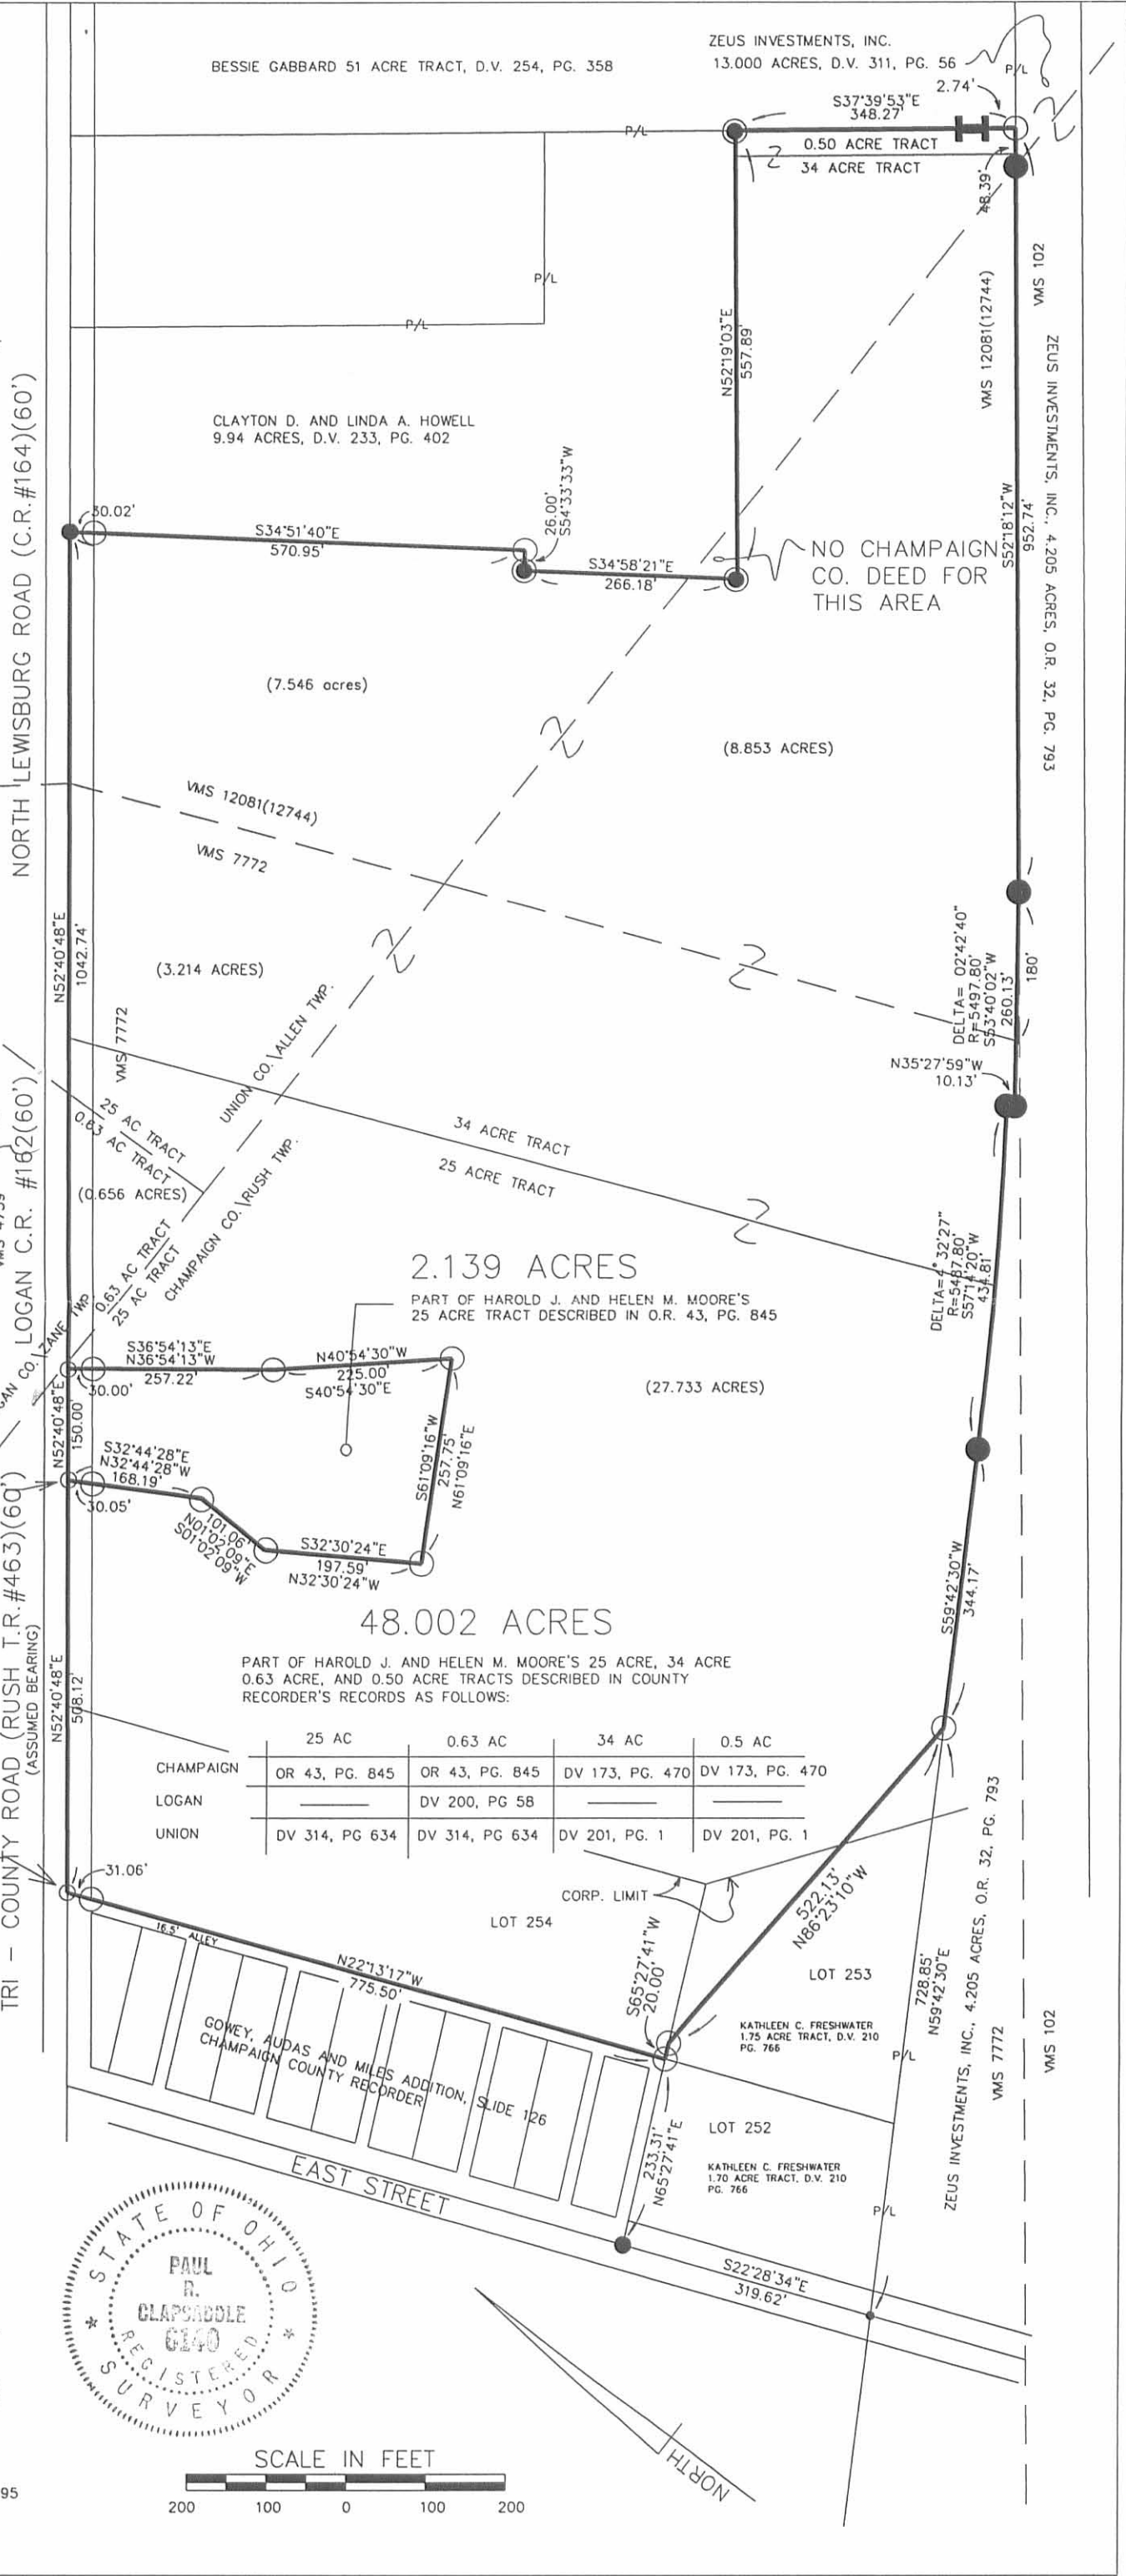 ZEUS INVESTMENTS, INC.
13.000 ACRES, D.V. 311, PG. 56
BESSIE GABBARD 51 ACRE TRACT, D.V. 254, PG. 358
P/L
2.74'
S37°39'53"E
348.27'
P/L
0.50 ACRE TRACT
34 ACRE TRACT
48.39'
P/L
P/L
N52°19'03"E
557.89'
VMS 12081(12744)
102 SWA
ZEUS INVESTMENTS, INC., 4.205 ACRES, O.R. 32, PG. 793
S52°18'12"W
952.74'
NORTH LEWISBURG ROAD (C.R.#164)(60')
CLAYTON D. AND LINDA A. HOWELL
9.94 ACRES, D.V. 233, PG. 402
30.02'
S34°51'40"E
570.95'
26.00'
S54°33'33"W
S34°58'21"E
266.18'
NO CHAMPAIGN
CO. DEED FOR
THIS AREA
(7.546 acres)
(8.853 ACRES)
VMS 12081(12744)
VMS 7772
N52°40'48"E
1042.74'
(3.214 ACRES)
VMS 7772
DELTA= 02°42'40"
R=5497.80'
S53°40'02"W
260.13'
180'
N35°27'59"W
10.13'
UNION CO.\ALLEN TWP.
CHAMPAIGN CO.\RUSH TWP.
25 AC TRACT
0.63 AC TRACT
(0.656 ACRES)
34 ACRE TRACT
25 ACRE TRACT
LOGAN C.R. #162(60')
0.63 AC TRACT
25 AC TRACT
ZANE TWP.
DELTA=4°32'27"
R=5487.80'
S57°14'20"W
434.81'
2.139 ACRES
PART OF HAROLD J. AND HELEN M. MOORE'S
25 ACRE TRACT DESCRIBED IN O.R. 43, PG. 845
S36°54'13"E
N36°54'13"W
257.22'
30.00'
N40°54'30"W
225.00'
S40°54'30"E
(27.733 ACRES)
N52°40'48"E
150.00'
S32°44'28"E
N32°44'28"W
168.19'
30.05'
S61°09'16"W
257.75'
N61°09'16"E
101.06'
N01°02'09"E
S01°02'09"W
S32°30'24"E
197.59'
N32°30'24"W
S59°42'30"W
344.17'
TRI - COUNTY ROAD (RUSH T.R.#463)(60')
(ASSUMED BEARING)
N52°40'48"E
508.12'
48.002 ACRES
PART OF HAROLD J. AND HELEN M. MOORE'S 25 ACRE, 34 ACRE
0.63 ACRE, AND 0.50 ACRE TRACTS DESCRIBED IN COUNTY
RECORDER'S RECORDS AS FOLLOWS:
25 AC 0.63 AC 34 AC 0.5 AC
CHAMPAIGN OR 43, PG. 845 OR 43, PG. 845 DV 173, PG. 470 DV 173, PG. 470
LOGAN DV 200, PG 58
UNION DV 314, PG 634 DV 314, PG 634 DV 201, PG. 1 DV 201, PG. 1
31.06'
CORP. LIMIT
LOT 254
16.5' ALLEY
N22°13'17"W
775.50'
S65°27'41"W
20.00'
522.13'
N86°23'10"W
LOT 253
728.85'
N59°42'30"E
ZEUS INVESTMENTS, INC., 4.205 ACRES, O.R. 32, PG. 793
VMS 7772
102 SWA
GOWEY, AUDAS AND MILES ADDITION, SLIDE 126
CHAMPAIGN COUNTY RECORDER
KATHLEEN C. FRESHWATER
1.75 ACRE TRACT, D.V. 210
PG. 766
P/L
LOT 252
233.31'
N65°27'41"E
KATHLEEN C. FRESHWATER
1.70 ACRE TRACT, D.V. 210
PG. 766
P/L
EAST STREET
S22°28'34"E
319.62'
STATE OF OHIO
PAUL
R.
CLAPSADDLE
6140
REGISTERED
SURVEYOR
NORTH
SCALE IN FEET
200 100 0 100 200
95